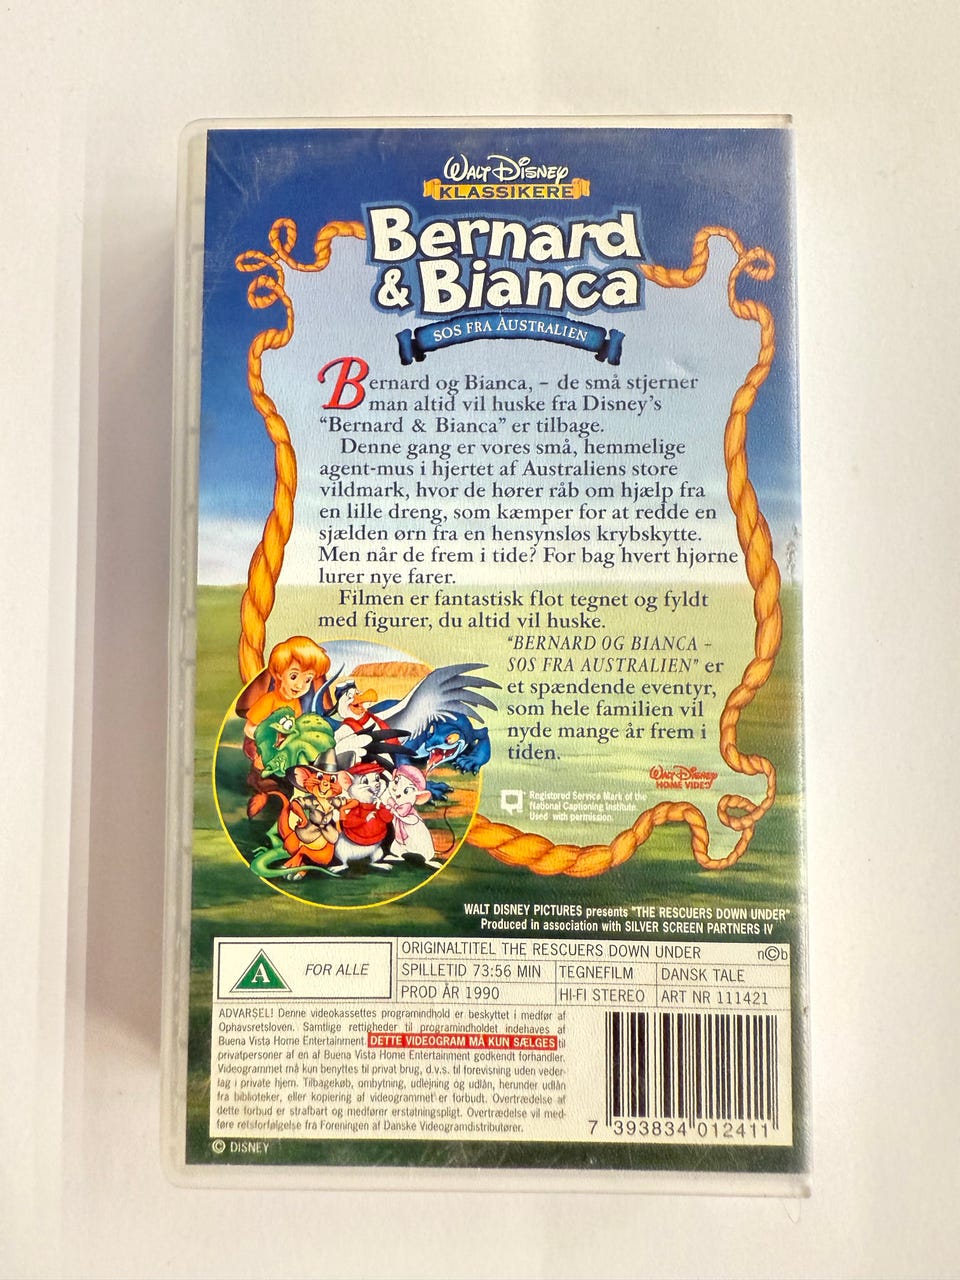 WALT DISNEY
KLASSIKERE
Bernard
& Bianca
SOS FRA AUSTRALIEN
Bernard og Bianca, – de små stjerner
man altid vil huske fra Disney's
"Bernard & Bianca" er tilbage.
Denne gang er vores små, hemmelige
agent-mus i hjertet af Australiens store
vildmark, hvor de hører råb om hjælp fra
en lille dreng, som kæmper for at redde en
sjælden ørn fra en hensynsløs krybskytte.
Men når de frem i tide? For bag hvert hjørne
lurer nye farer.
Filmen er fantastisk flot tegnet og fyldt
med figurer, du altid vil huske.
"BERNARD OG BIANCA –
SOS FRA AUSTRALIEN" er
et spændende eventyr,
som hele familien vil
nyde mange år frem i
tiden.
WALT DISNEY
HOME VIDEO
Registered Service Mark of the
National Captioning Institute.
Used with permission.
WALT DISNEY PICTURES presents "THE RESCUERS DOWN UNDER"
Produced in association with SILVER SCREEN PARTNERS IV
A FOR ALLE
ORIGINALTITEL THE RESCUERS DOWN UNDER n©b
SPILLETID 73:56 MIN TEGNEFILM DANSK TALE
PROD ÅR 1990 HI-FI STEREO ART NR 111421
ADVARSEL! Denne videokassettes programindhold er beskyttet i medfør af
Ophavsretsloven. Samtlige rettigheder til programindholdet indehaves af
Buena Vista Home Entertainment. DETTE VIDEOGRAM MÅ KUN SÆLGES til
privatpersoner af en af Buena Vista Home Entertainment godkendt forhandler.
Videogrammet må kun benyttes til privat brug, d.v.s. til forevisning uden veder-
lag i private hjem. Tilbagekøb, ombytning, udlejning og udlån, herunder udlån
fra biblioteker, eller kopiering af videogrammet er forbudt. Overtrædelse af
dette forbud er strafbart og medfører erstatningspligt. Overtrædelse vil med-
føre retsforfølgelse fra Foreningen af Danske Videogramdistributører.
7 393834 012411
© DISNEY